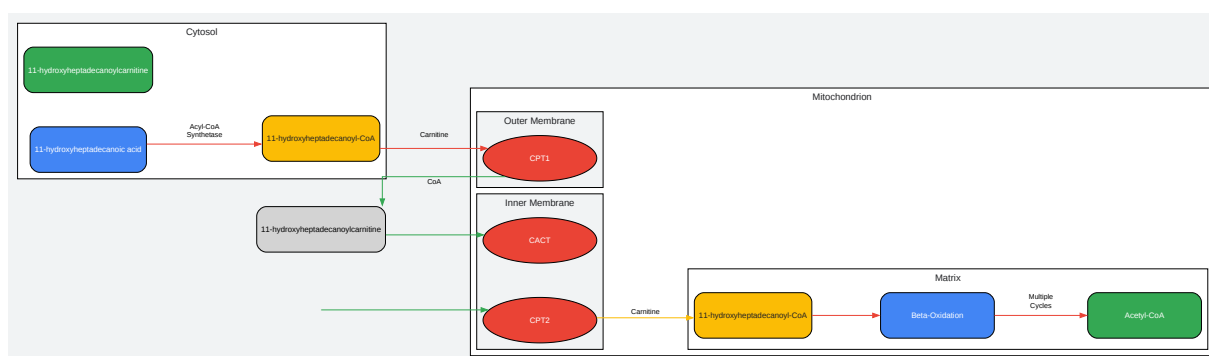 Cytosol
11-hydroxyheptadecanoylcarnitine
11-hydroxyheptadecanoic acid
Acyl-CoA
Synthetase
11-hydroxyheptadecanoyl-CoA
Carnitine
CoA
11-hydroxyheptadecanoylcarnitine
Mitochondrion
Outer Membrane
CPT1
Inner Membrane
CACT
CPT2
Carnitine
Matrix
11-hydroxyheptadecanoyl-CoA
Beta-Oxidation
Multiple
Cycles
Acetyl-CoA